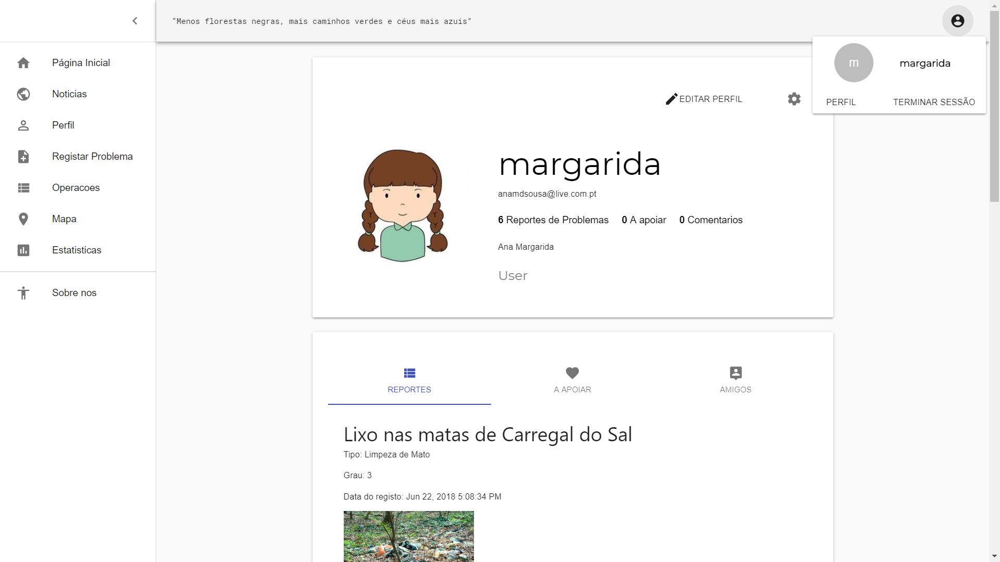 “Menos florestas negras, mais caminhos verdes e céus mais azuis”
m
margarida
PERFIL
TERMINAR SESSÃO
Página Inicial
Noticias
Perfil
Registar Problema
Operacoes
Mapa
Estatisticas
Sobre nos
EDITAR PERFIL
margarida
anamdsousa@live.com.pt
6 Reportes de Problemas 0 A apoiar 0 Comentarios
Ana Margarida
User
REPORTES
A APOIAR
AMIGOS
Lixo nas matas de Carregal do Sal
Tipo: Limpeza de Mato
Grau: 3
Data do registo: Jun 22, 2018 5:08:34 PM